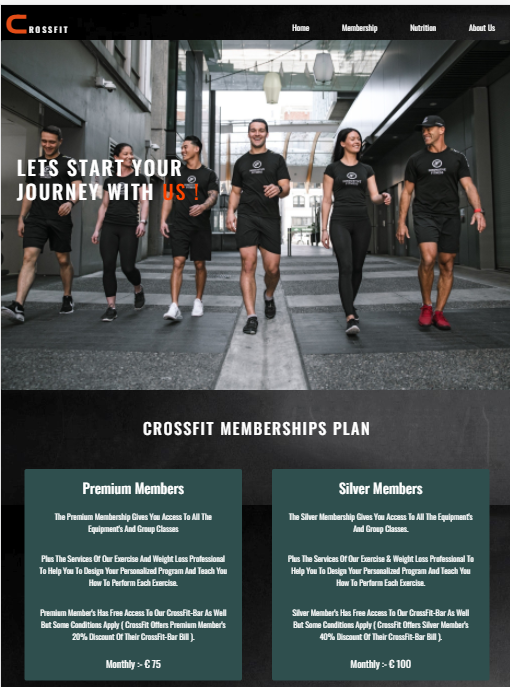 CROSSFIT
Home Membership Nutrition About Us
LETS START YOUR
JOURNEY WITH US !
CROSSFIT MEMBERSHIPS PLAN
Premium Members
The Premium Membership Gives You Access To All The
Equipment's And Group Classes
Plus The Services Of Our Exercise And Weight Loss Professional
To Help You To Design Your Personalized Program And Teach You
How To Perform Each Exercise.
Premium Member's Has Free Access To Our CrossFit-Bar As Well
But Some Conditions Apply ( CrossFit Offers Premium Member's
20% Discount Of Their CrossFit-Bar Bill ).
Monthly :- € 75
Silver Members
The Silver Membership Gives You Access To All The Equipment's
And Group Classes.
Plus The Services Of Our Exercise & Weight Loss Professional To
Help You To Design Your Personalized Program And Teach You
How To Perform Each Exercise.
Silver Member's Has Free Access To Our CrossFit-Bar As Well
But Some Conditions Apply ( CrossFit Offers Silver Member's
40% Discount Of Their CrossFit-Bar Bill ).
Monthly :- € 100